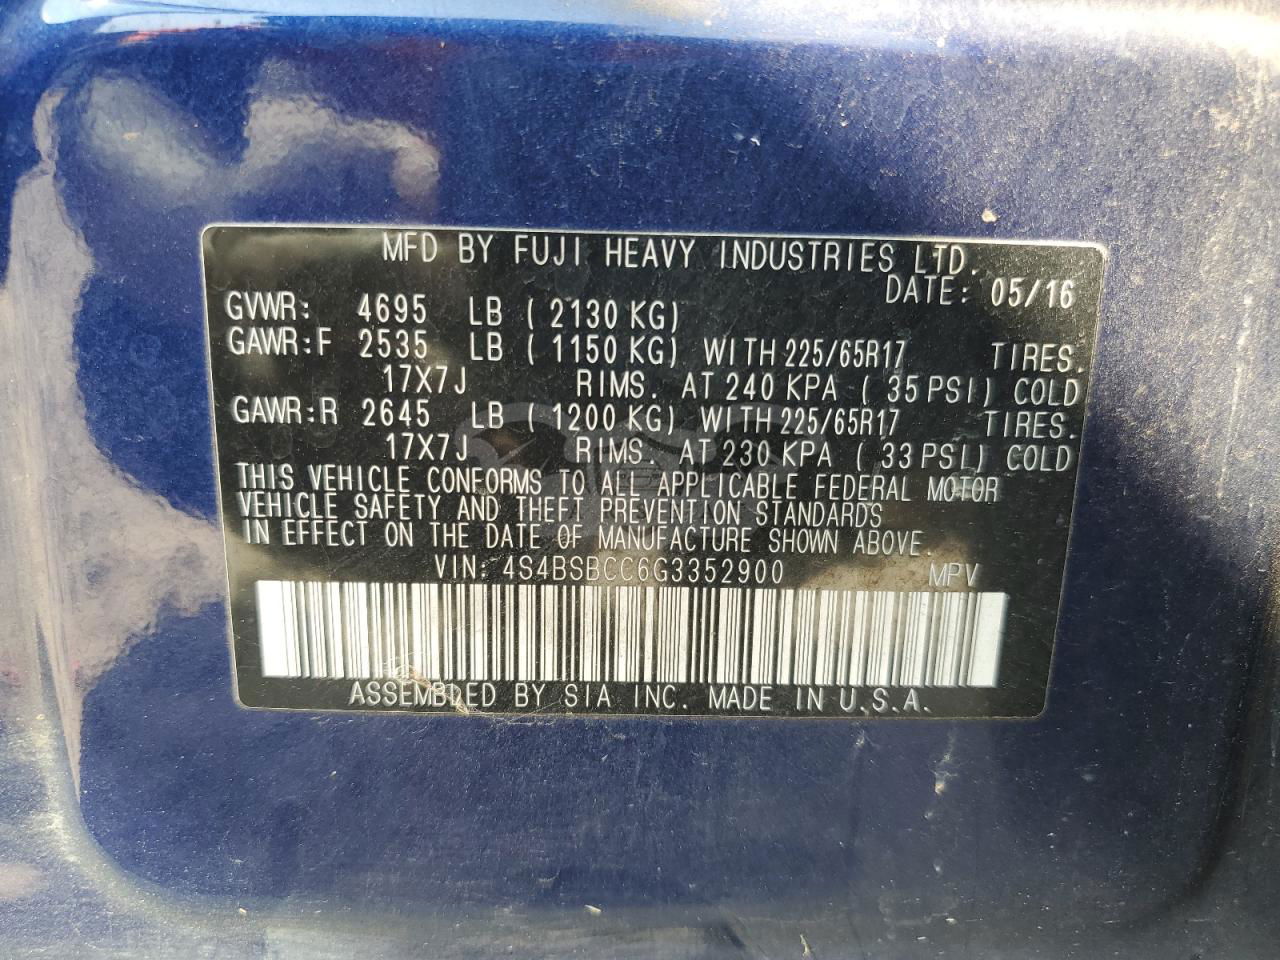 MFD BY FUJI HEAVY INDUSTRIES LTD.
DATE: 05/16
GVWR: 4695 LB ( 2130 KG)
GAWR:F 2535 LB ( 1150 KG) WITH 225/65R17 TIRES.
17X7J RIMS. AT 240 KPA ( 35 PSI) COLD
GAWR:R 2645 LB ( 1200 KG) WITH 225/65R17 TIRES.
17X7J RIMS. AT 230 KPA ( 33 PSI) COLD
THIS VEHICLE CONFORMS TO ALL APPLICABLE FEDERAL MOTOR
VEHICLE SAFETY AND THEFT PREVENTION STANDARDS
IN EFFECT ON THE DATE OF MANUFACTURE SHOWN ABOVE.
VIN: 4S4BSBCC6G3352900 MPV
ASSEMBLED BY SIA INC. MADE IN U.S.A.